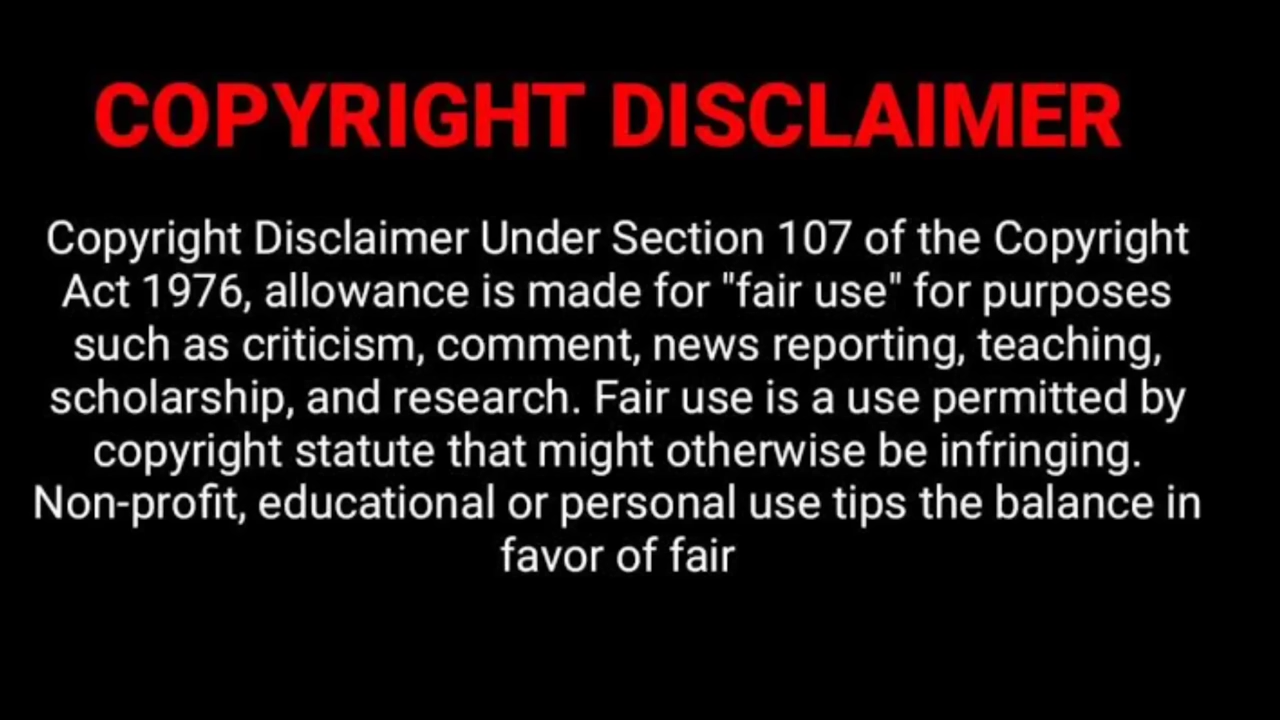 COPYRIGHT DISCLAIMER
Copyright Disclaimer Under Section 107 of the Copyright
Act 1976, allowance is made for "fair use" for purposes
such as criticism, comment, news reporting, teaching,
scholarship, and research. Fair use is a use permitted by
copyright statute that might otherwise be infringing.
Non-profit, educational or personal use tips the balance in
favor of fair